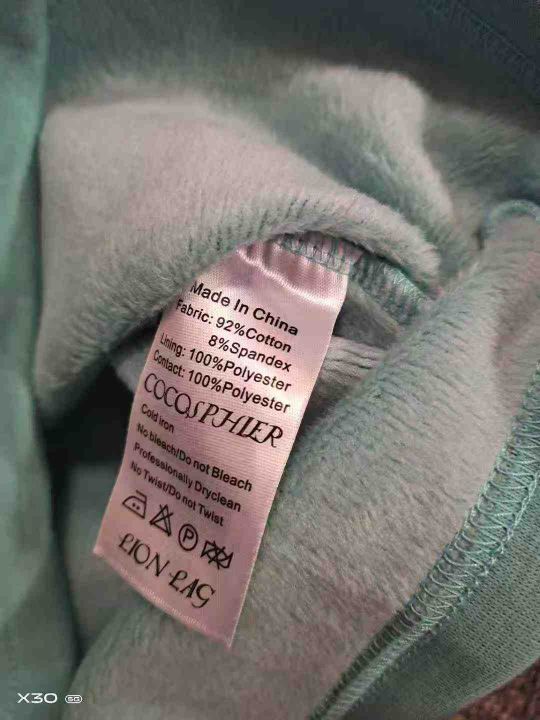 Made In China
Fabric: 92%Cotton
8%Spandex
Lining: 100%Polyester
Contact: 100%Polyester
COCOSPHIER
Cold iron
No bleach/Do not Bleach
Professionally Dryclean
No Twist/Do not Twist
P
LION LAG
X30 5G